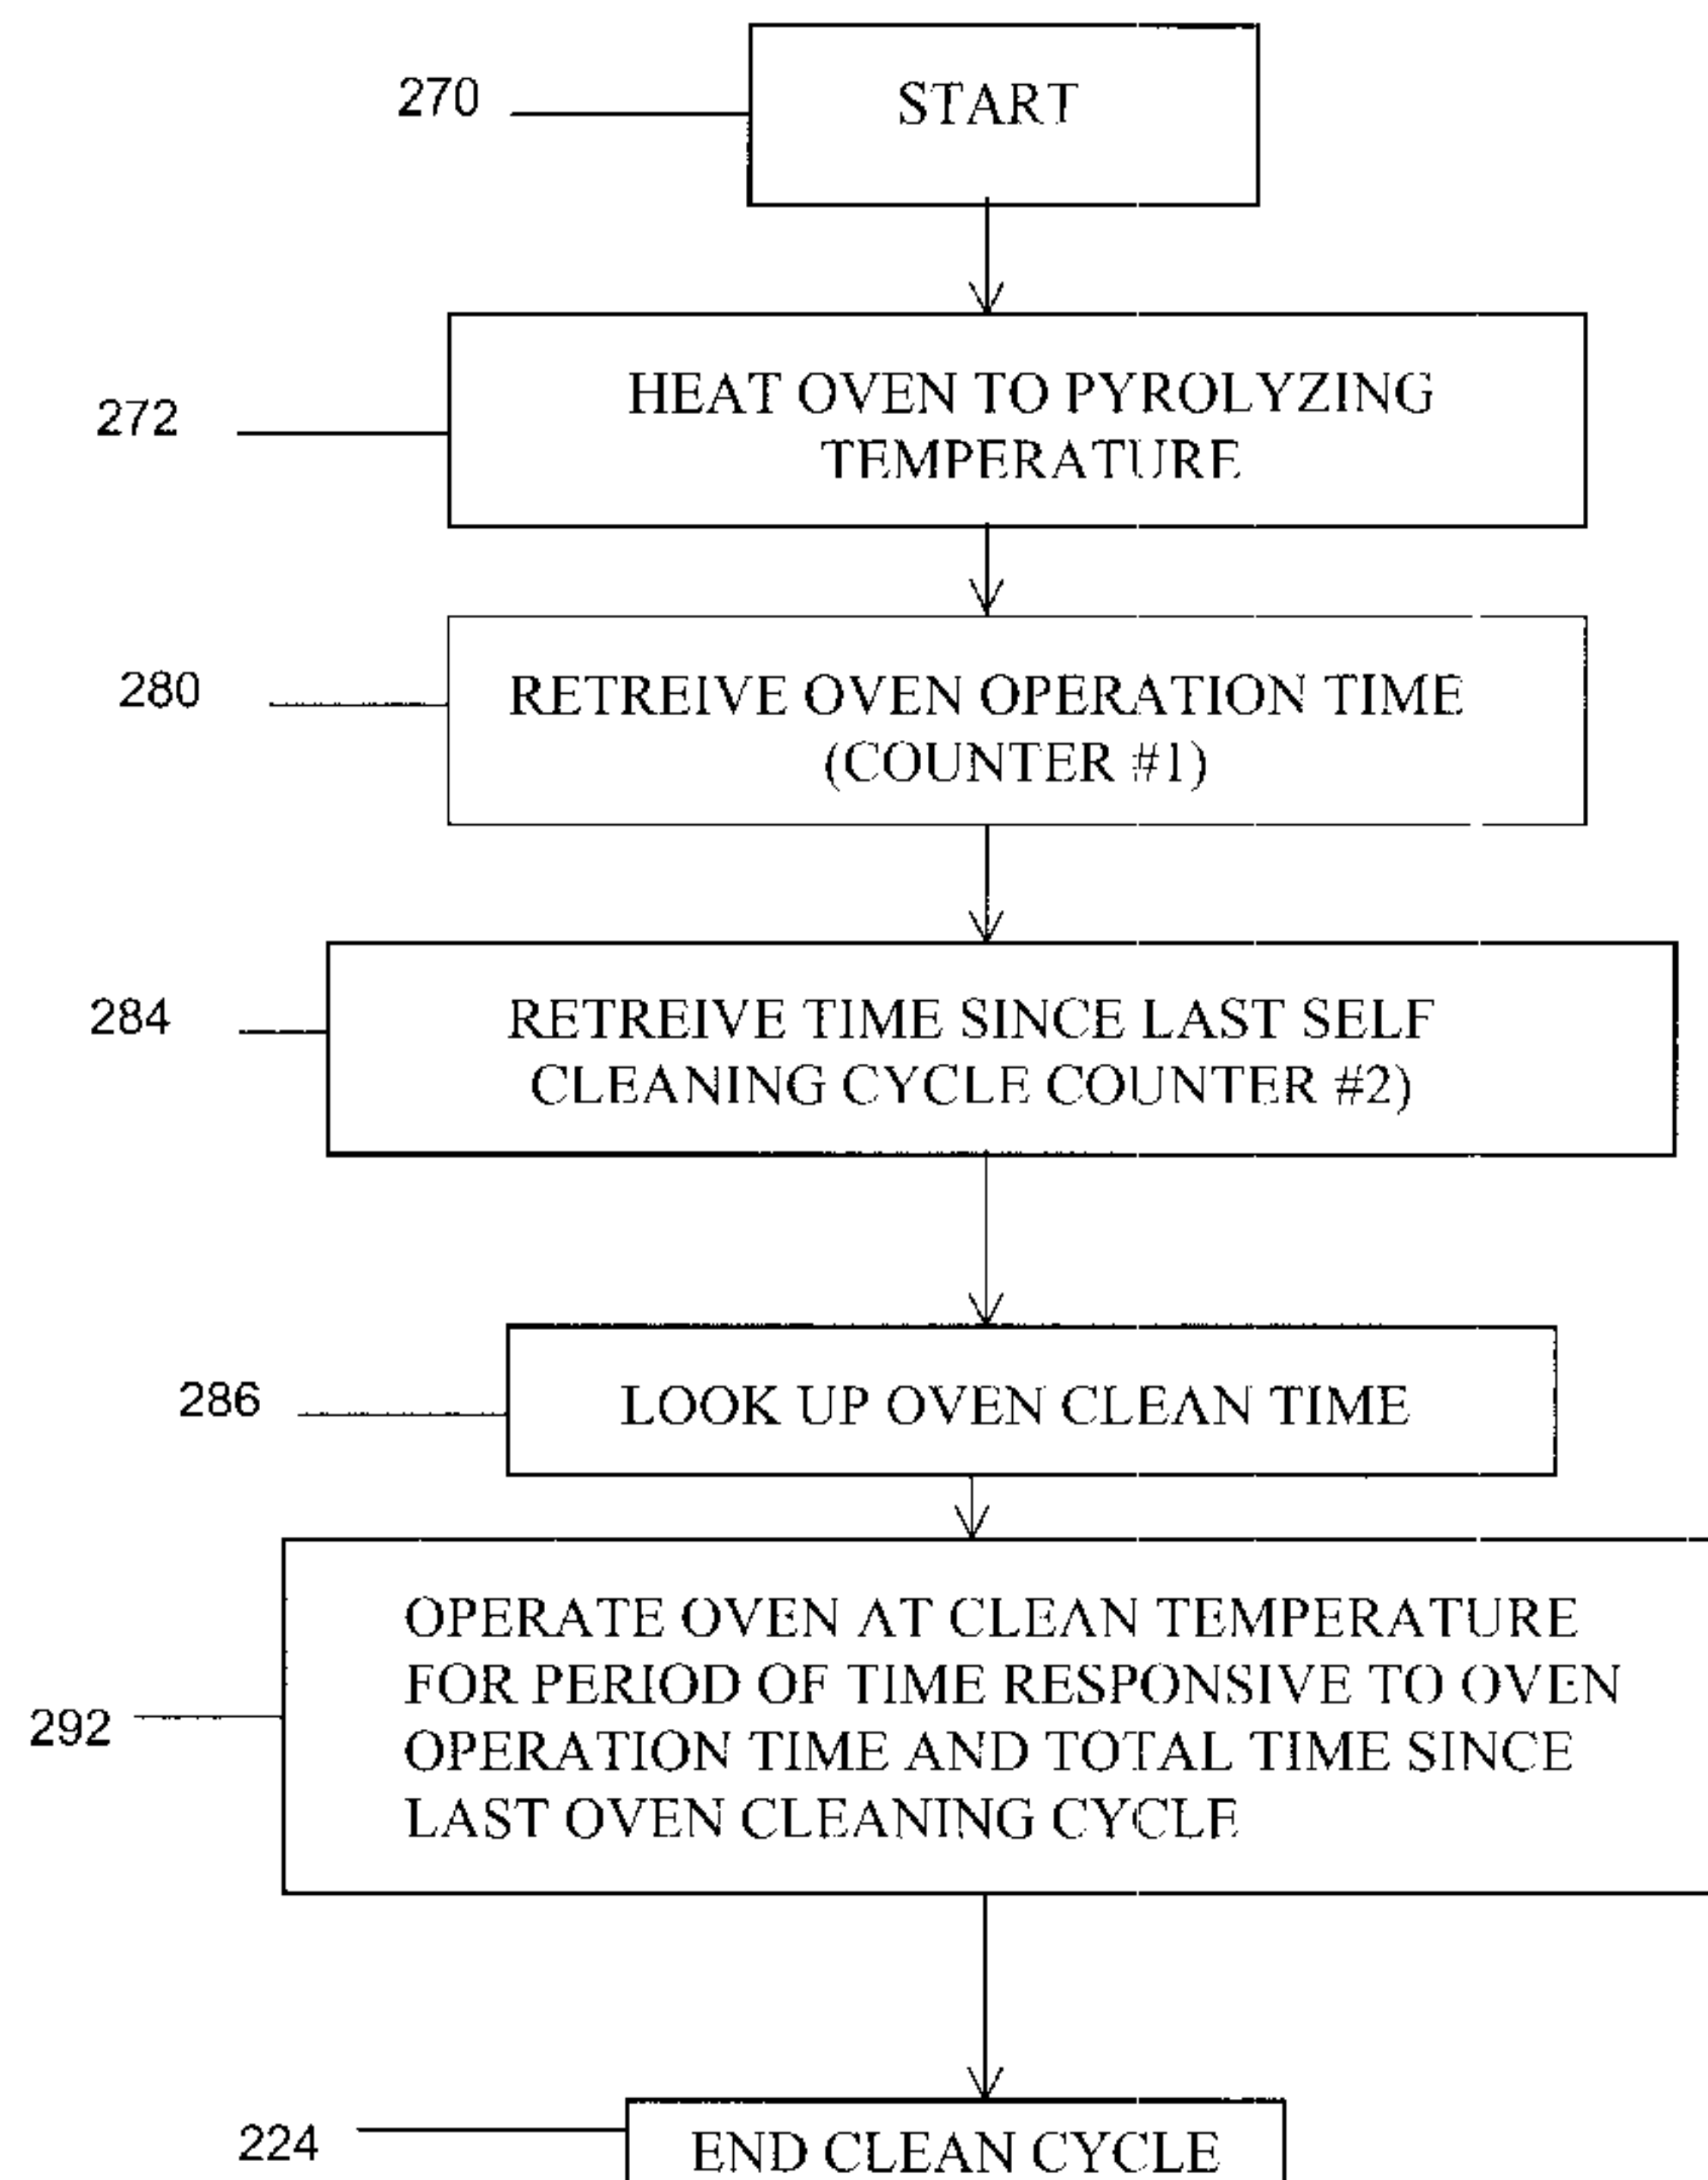 270
START
272
HEAT OVEN TO PYROLYZING
TEMPERATURE
280
RETREIVE OVEN OPERATION TIME
(COUNTER #1)
284
RETREIVE TIME SINCE LAST SELF
CLEANING CYCLE COUNTER #2)
286
LOOK UP OVEN CLEAN TIME
292
OPERATE OVEN AT CLEAN TEMPERATURE
FOR PERIOD OF TIME RESPONSIVE TO OVEN
OPERATION TIME AND TOTAL TIME SINCE
LAST OVEN CLEANING CYCLE
224
END CLEAN CYCLE